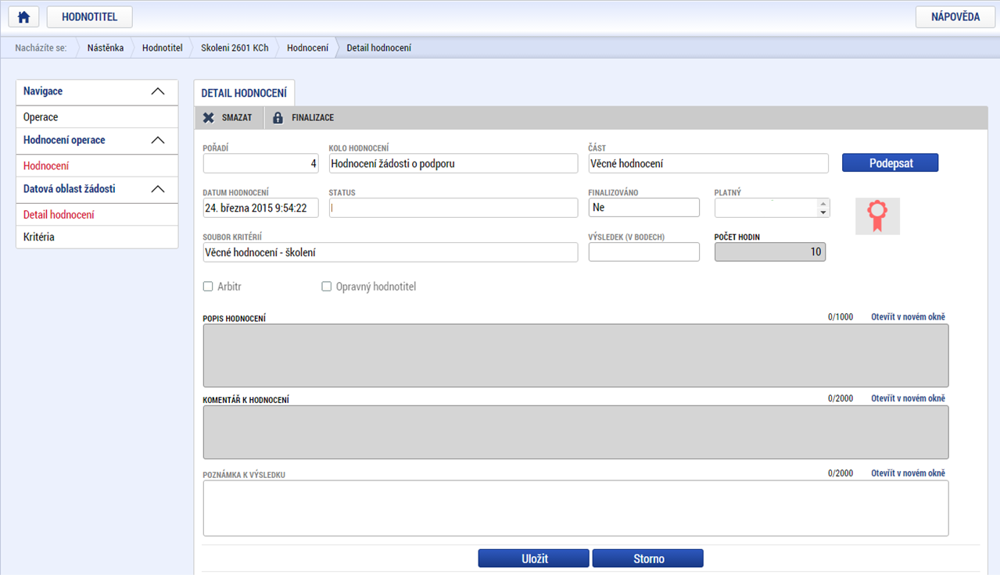 HODNOTITEL
NÁPOVĚDA
Nacházíte se: Nástěnka Hodnotitel Skoleni 2601 KCh Hodnocení Detail hodnocení
Navigace
Operace
Hodnocení operace
Hodnocení
Datová oblast žádosti
Detail hodnocení
Kritéria
DETAIL HODNOCENÍ
SMAZAT FINALIZACE
POŘADÍ KOLO HODNOCENÍ ČÁST
4 Hodnocení žádosti o podporu Věcné hodnocení Podepsat
DATUM HODNOCENÍ STATUS FINALIZOVÁNO PLATNÝ
24. března 2015 9:54:22 Ne
SOUBOR KRITÉRIÍ VÝSLEDEK (V BODECH) POČET HODIN
Věcné hodnocení - školení 10
Arbitr Opravný hodnotitel
POPIS HODNOCENÍ 0/1000 Otevřít v novém okně
KOMENTÁŘ K HODNOCENÍ 0/2000 Otevřít v novém okně
POZNÁMKA K VÝSLEDKU 0/2000 Otevřít v novém okně
Uložit Storno